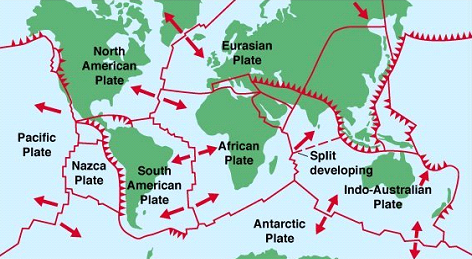 North
American
Plate
Eurasian
Plate
Pacific
Plate
Nazca
Plate
South
American
Plate
African
Plate
Split
developing
Indo-Australian
Plate
Antarctic
Plate